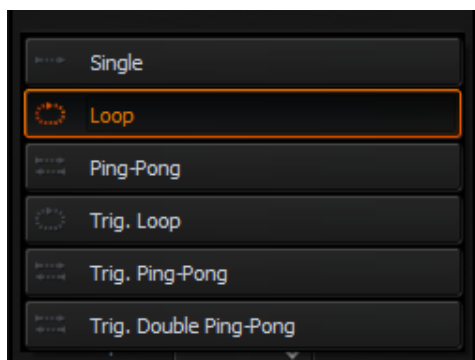 Single
Loop
Ping-Pong
Trig. Loop
Trig. Ping-Pong
Trig. Double Ping-Pong